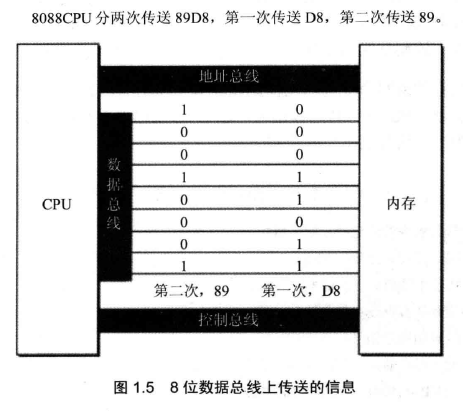 8088CPU 分两次传送 89D8，第一次传送 D8，第二次传送 89。
地址总线
1 0
0 0
0 0
1 1
0 1
0 0
0 1
1 1
数据总线
CPU
内存
第二次，89 第一次，D8
控制总线
图 1.5 8 位数据总线上传送的信息